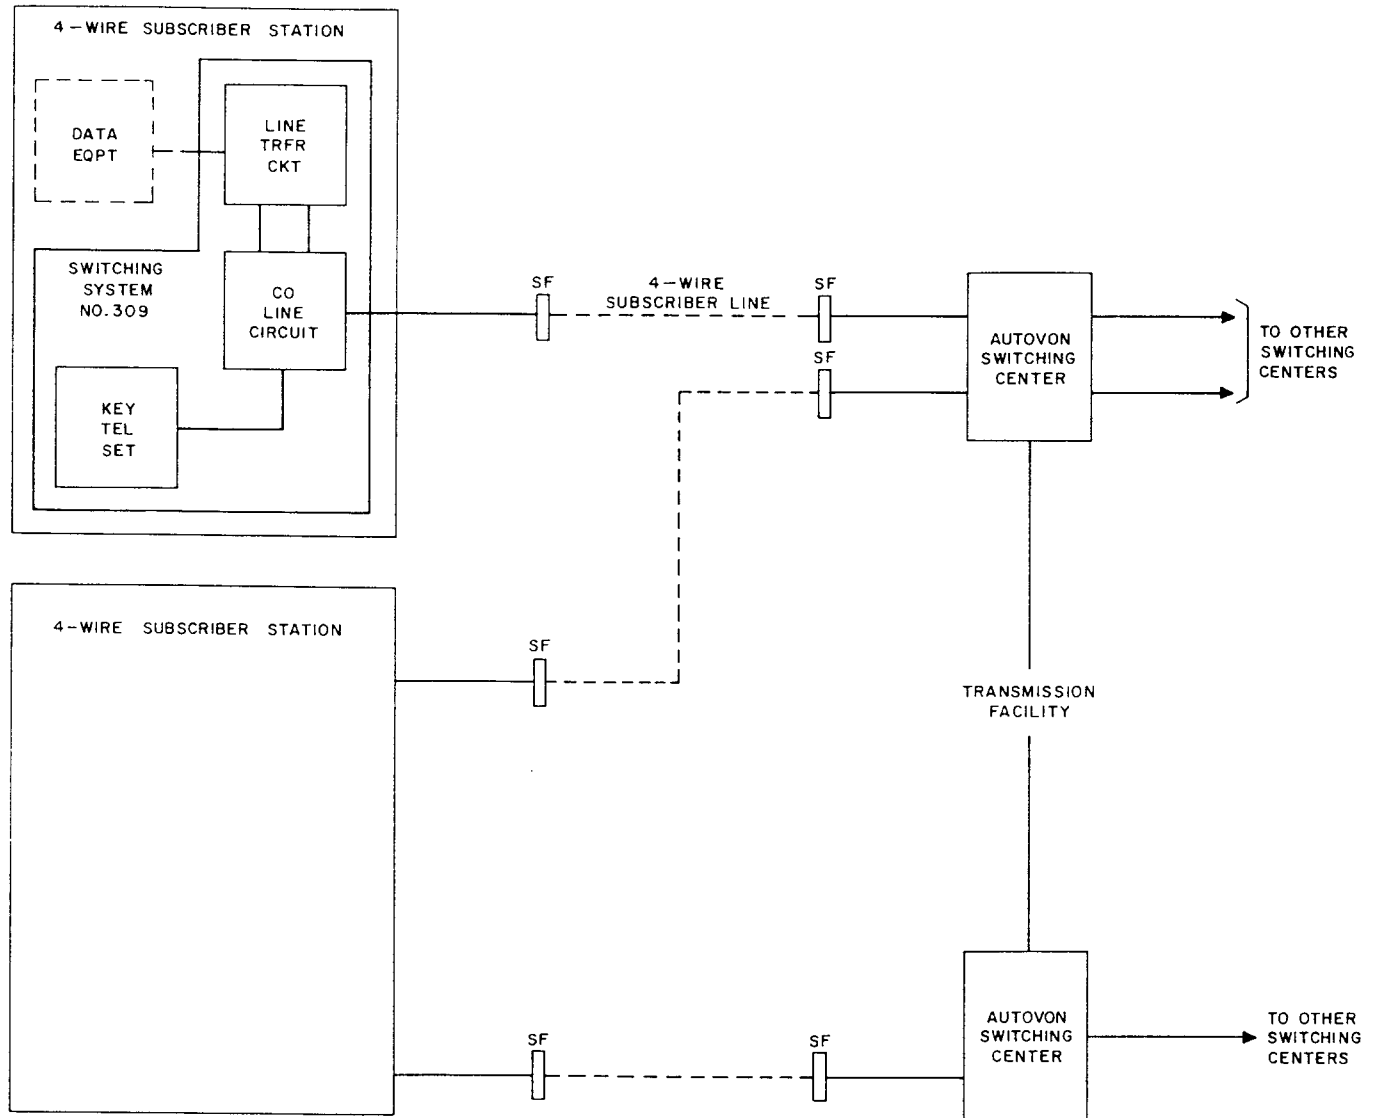 4-WIRE SUBSCRIBER STATION
DATA
EQPT
LINE
TRFR
CKT
SWITCHING
SYSTEM
NO.309
CO
LINE
CIRCUIT
KEY
TEL
SET
SF
4-WIRE
SUBSCRIBER LINE
SF
SF
AUTOVON
SWITCHING
CENTER
TO OTHER
SWITCHING
CENTERS
4-WIRE SUBSCRIBER STATION
SF
TRANSMISSION
FACILITY
SF
SF
AUTOVON
SWITCHING
CENTER
TO OTHER
SWITCHING
CENTERS